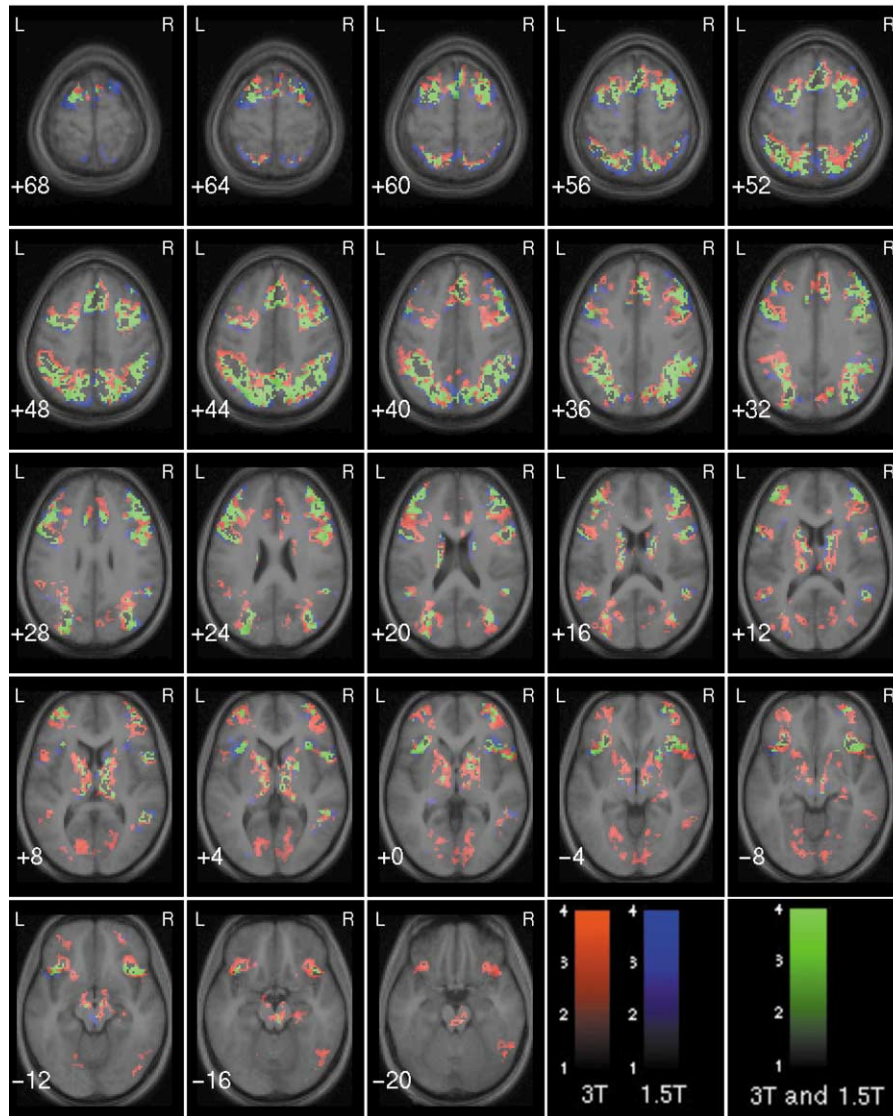 L R L R L R L R L R
+68 +64 +60 +56 +52
L R L R L R L R L R
+48 +44 +40 +36 +32
L R L R L R L R L R
+28 +24 +20 +16 +12
L R L R L R L R L R
+8 +4 +0 −4 −8
L R L R L R
4 4 4
3 3 3
2 2 2
1 1 1
−12 −16 −20
3T 1.5T 3T and 1.5T